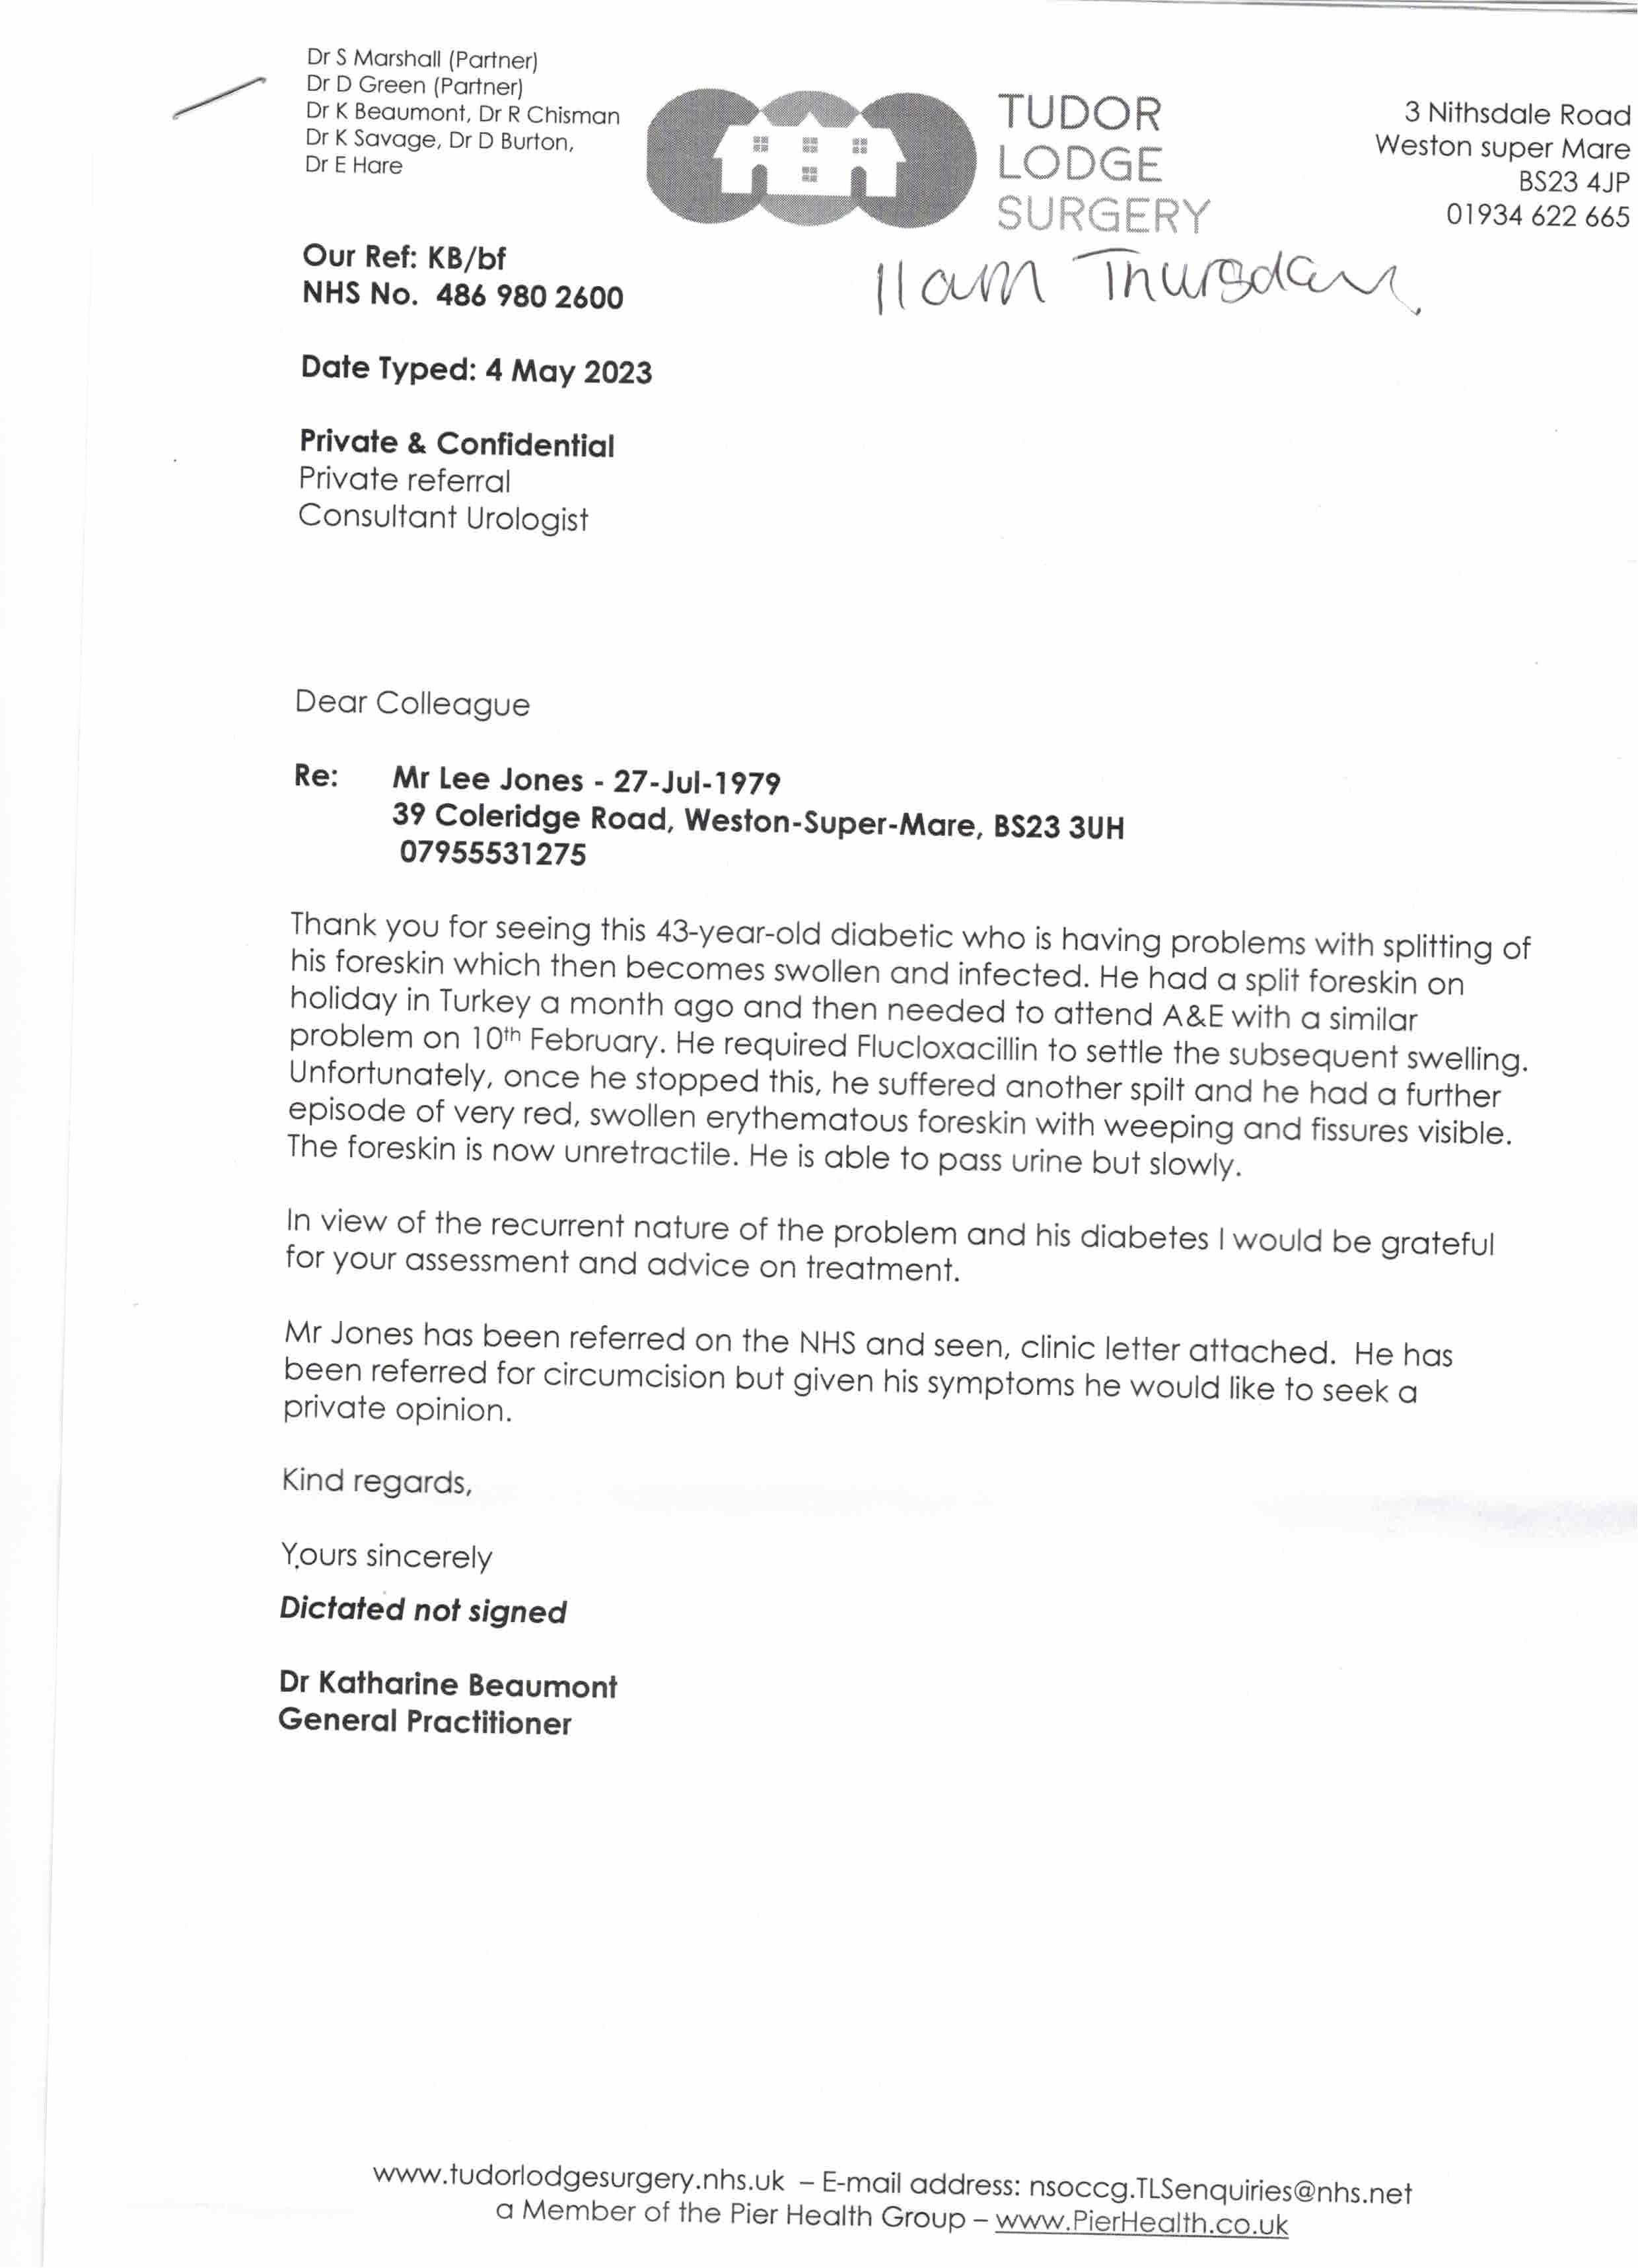 Dr S Marshall (Partner)
Dr D Green (Partner)
Dr K Beaumont, Dr R Chisman
Dr K Savage, Dr D Burton,
Dr E Hare
TUDOR
LODGE
SURGERY
3 Nithsdale Road
Weston super Mare
BS23 4JP
01934 622 665
Our Ref: KB/bf
NHS No. 486 980 2600
11am Thursday
Date Typed: 4 May 2023
Private & Confidential
Private referral
Consultant Urologist
Dear Colleague
Re: Mr Lee Jones - 27-Jul-1979
39 Coleridge Road, Weston-Super-Mare, BS23 3UH
07955531275
Thank you for seeing this 43-year-old diabetic who is having problems with splitting of
his foreskin which then becomes swollen and infected. He had a split foreskin on
holiday in Turkey a month ago and then needed to attend A&E with a similar
problem on 10th February. He required Flucloxacillin to settle the subsequent swelling.
Unfortunately, once he stopped this, he suffered another spilt and he had a further
episode of very red, swollen erythematous foreskin with weeping and fissures visible.
The foreskin is now unretractile. He is able to pass urine but slowly.
In view of the recurrent nature of the problem and his diabetes I would be grateful
for your assessment and advice on treatment.
Mr Jones has been referred on the NHS and seen, clinic letter attached. He has
been referred for circumcision but given his symptoms he would like to seek a
private opinion.
Kind regards,
Yours sincerely
Dictated not signed
Dr Katharine Beaumont
General Practitioner
www.tudorlodgesurgery.nhs.uk – E-mail address: nsoccg.TLSenquiries@nhs.net
a Member of the Pier Health Group – www.PierHealth.co.uk